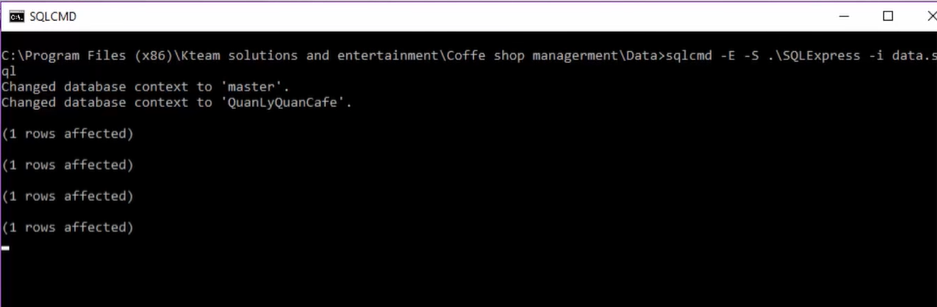 SQLCMD
C:\Program Files (x86)\Kteam solutions and entertainment\Coffe shop managerment\Data>sqlcmd -E -S .\SQLExpress -i data.s
ql
Changed database context to 'master'.
Changed database context to 'QuanLyQuanCafe'.
(1 rows affected)
(1 rows affected)
(1 rows affected)
(1 rows affected)